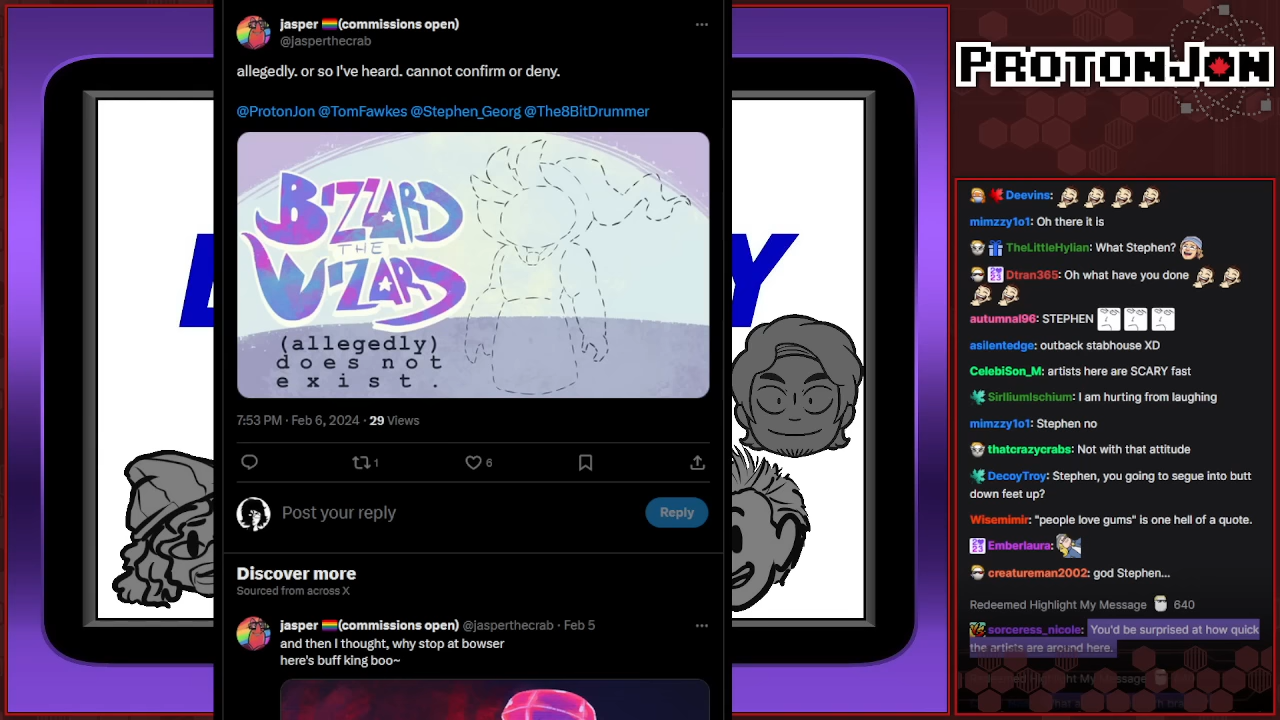 jasper 🏳️‍🌈(commissions open)
@jasperthecrab
allegedly. or so I've heard. cannot confirm or deny.
@ProtonJon @TomFawkes @Stephen_Georg @The8BitDrummer
BIZZARD
THE
WIZARD
(allegedly)
does not
exist.
7:53 PM · Feb 6, 2024 · 29 Views
1
6
Post your reply
Reply
Discover more
Sourced from across X
jasper 🏳️‍🌈(commissions open) @jasperthecrab · Feb 5
and then I thought, why stop at bowser
here's buff king boo~
Y
PROTONJON
Deevins:
mimzzy1o1: Oh there it is
TheLittleHylian: What Stephen?
Dtran365: Oh what have you done
autumnal96: STEPHEN
asilentedge: outback stabhouse XD
CelebiSon_M: artists here are SCARY fast
SirIliumIschium: I am hurting from laughing
mimzzy1o1: Stephen no
thatcrazycrabs: Not with that attitude
DecoyTroy: Stephen, you going to segue into butt
down feet up?
Wisemimir: "people love gums" is one hell of a quote.
Emberlaura:
creatureman2002: god Stephen...
Redeemed Highlight My Message 640
sorceress_nicole: You'd be surprised at how quick
the artists are around here.